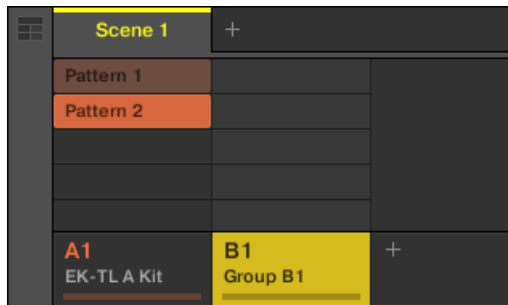 Scene 1 +
Pattern 1
Pattern 2
A1 B1 +
EK-TL A Kit Group B1